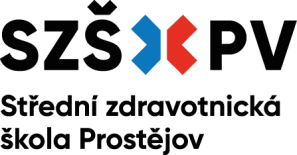 SZŠ PV
Střední zdravotnická
škola Prostějov